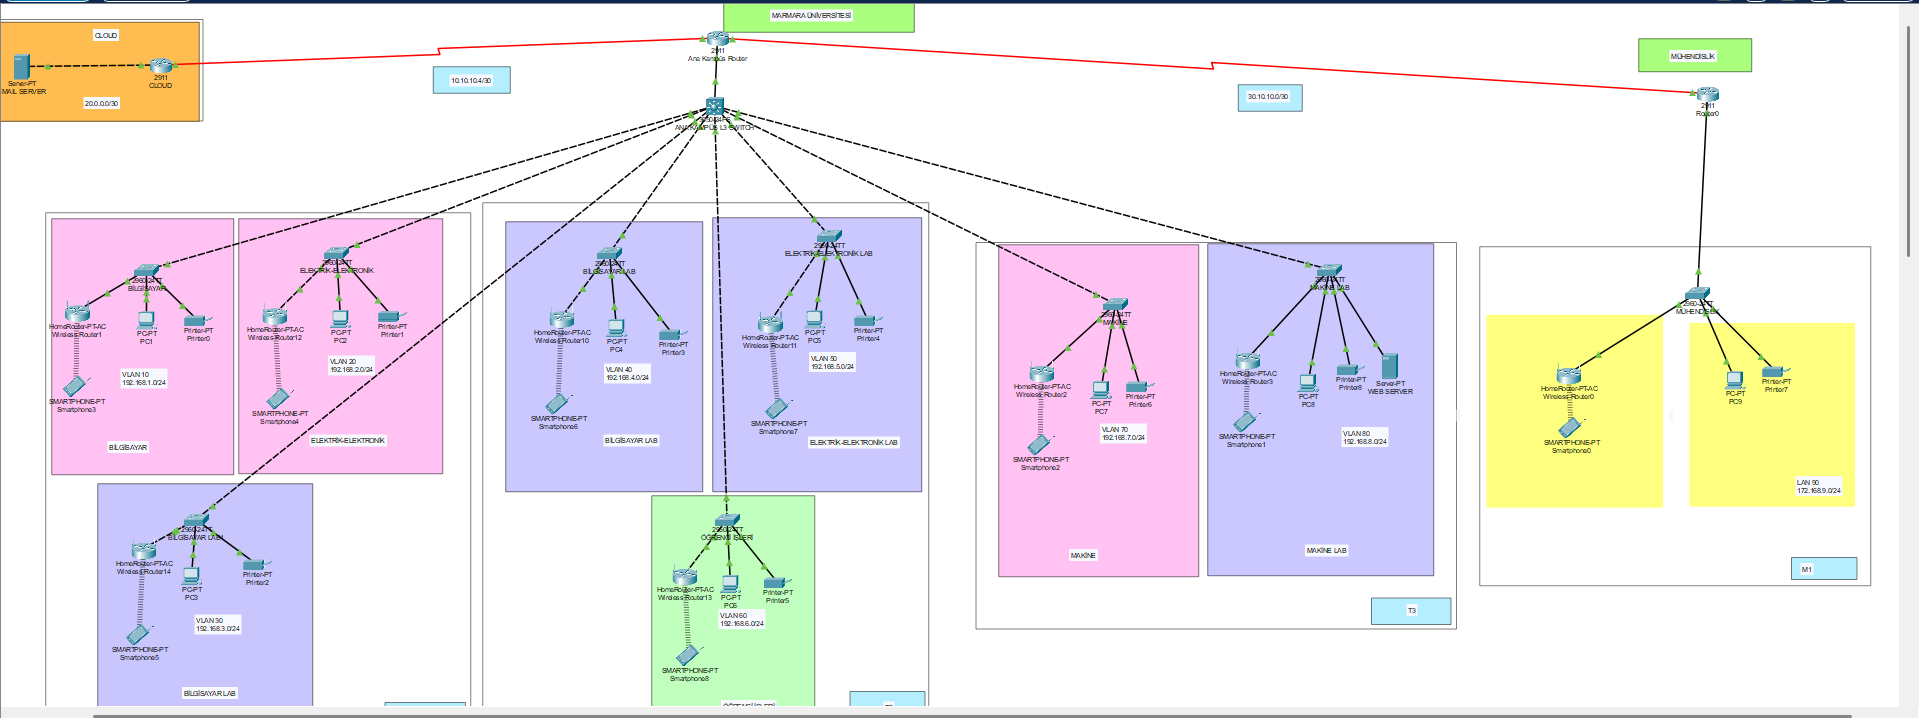 MARMARA ÜNİVERSİTESİ
CLOUD
Server-PT
MAIL SERVER
2911
CLOUD
20.0.0.0/30
10.10.10.4/30
2911
Ana Kampüs Router
ANA KAMPÜS L3 SWITCH
30.10.10.0/30
MÜHENDİSLİK
2911
Router0
2960-24TT
BİLGİSAYAR
HomeRouter-PT-AC
Wireless Router1
PC-PT
PC1
Printer-PT
Printer0
VLAN 10
192.168.1.0/24
SMARTPHONE-PT
Smartphone3
BİLGİSAYAR
2960-24TT
ELEKTRİK-ELEKTRONİK
HomeRouter-PT-AC
Wireless Router12
PC-PT
PC2
Printer-PT
Printer1
VLAN 20
192.168.2.0/24
SMARTPHONE-PT
Smartphone4
ELEKTRİK-ELEKTRONİK
2960-24TT
BİLGİSAYAR LAB
HomeRouter-PT-AC
Wireless Router10
PC-PT
PC4
Printer-PT
Printer3
VLAN 40
192.168.4.0/24
SMARTPHONE-PT
Smartphone6
BİLGİSAYAR LAB
2960-24TT
ELEKTRİK-ELEKTRONİK LAB
HomeRouter-PT-AC
Wireless Router11
PC-PT
PC5
Printer-PT
Printer4
VLAN 50
192.168.5.0/24
SMARTPHONE-PT
Smartphone7
ELEKTRİK-ELEKTRONİK LAB
2960-24TT
MAKİNE
HomeRouter-PT-AC
Wireless Router2
PC-PT
PC7
Printer-PT
Printer6
VLAN 70
192.168.7.0/24
SMARTPHONE-PT
Smartphone2
MAKİNE
2960-24TT
MAKİNE LAB
HomeRouter-PT-AC
Wireless Router3
PC-PT
PC8
Printer-PT
Printer8
Server-PT
WEB SERVER
VLAN 80
192.168.8.0/24
SMARTPHONE-PT
Smartphone1
MAKİNE LAB
T3
2960-24TT
MÜHENDİSLİK
HomeRouter-PT-AC
Wireless Router0
PC-PT
PC9
Printer-PT
Printer7
SMARTPHONE-PT
Smartphone0
LAN 90
172.168.9.0/24
M1
2960-24TT
BİLGİSAYAR LAB1
HomeRouter-PT-AC
Wireless Router14
PC-PT
PC3
Printer-PT
Printer2
VLAN 30
192.168.3.0/24
SMARTPHONE-PT
Smartphone5
BİLGİSAYAR LAB
2960-24TT
ÖĞRENCİ İŞLERİ
HomeRouter-PT-AC
Wireless Router13
PC-PT
PC6
Printer-PT
Printer5
VLAN 60
192.168.6.0/24
SMARTPHONE-PT
Smartphone8